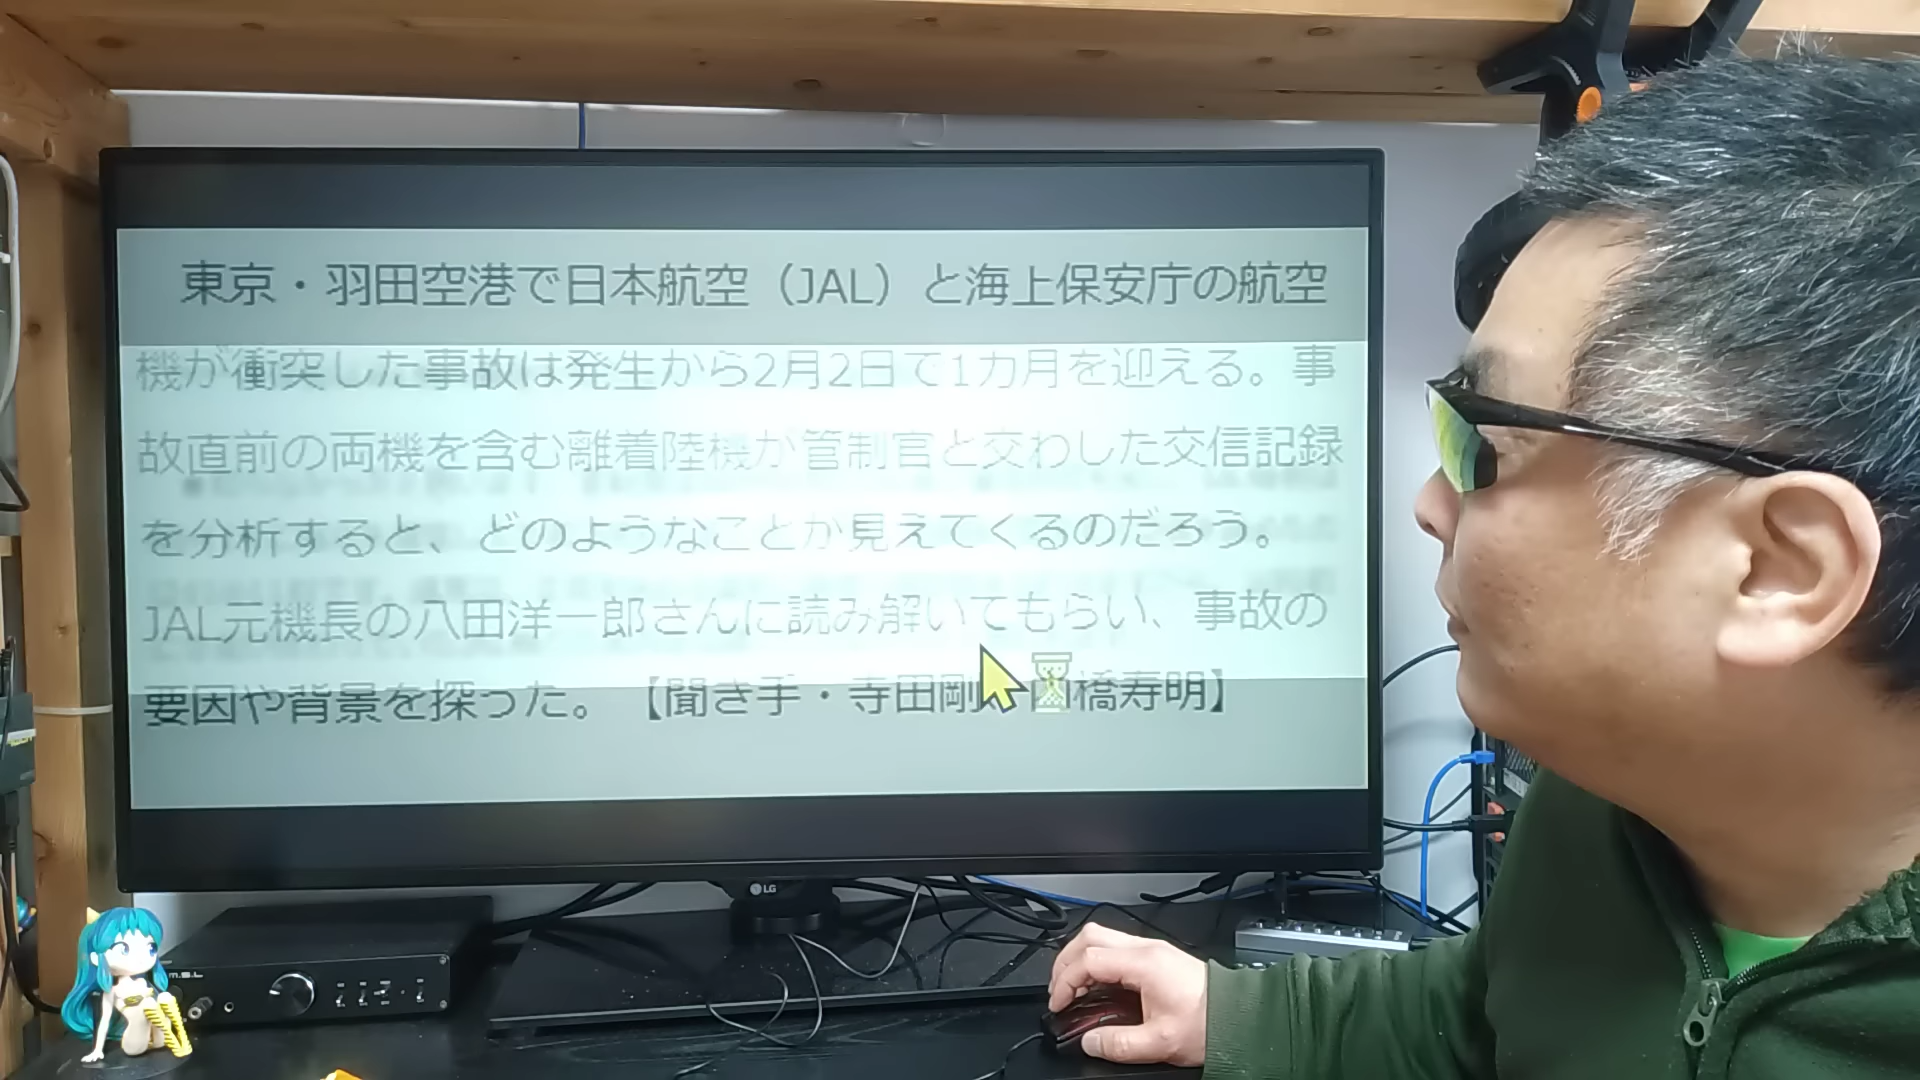 東京・羽田空港で日本航空（JAL）と海上保安庁の航空
機が衝突した事故は発生から2月2日で1カ月を迎える。事
故直前の両機を含む離着陸機が管制官と交わした交信記録
を分析すると、どのようなことが見えてくるのだろう。
JAL元機長の八田洋一郎さんに読み解いてもらい、事故の
要因や背景を探った。【聞き手・寺田剛、橋寿明】
LG
m.s.L